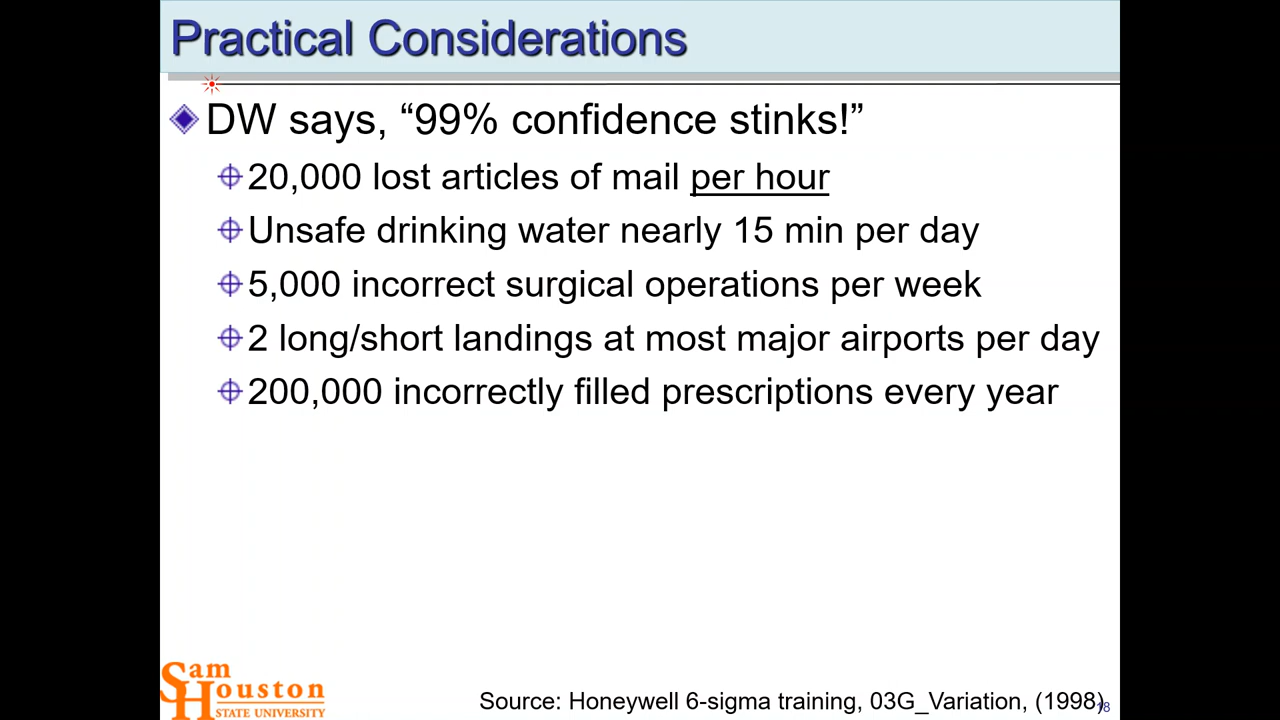 Practical Considerations
DW says, “99% confidence stinks!”
20,000 lost articles of mail per hour
Unsafe drinking water nearly 15 min per day
5,000 incorrect surgical operations per week
2 long/short landings at most major airports per day
200,000 incorrectly filled prescriptions every year
Sam
Houston
STATE UNIVERSITY
Source: Honeywell 6-sigma training, 03G_Variation, (1998)
18